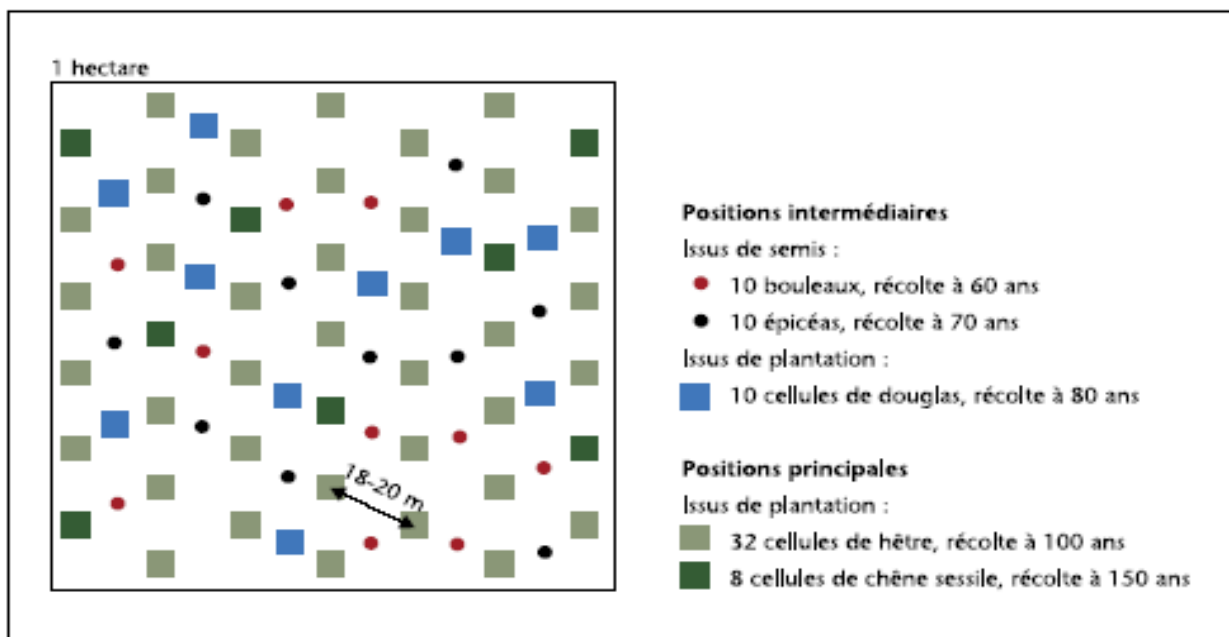 1 hectare
18-20 m
Positions intermédiaires
Issus de semis :
10 bouleaux, récolte à 60 ans
10 épicéas, récolte à 70 ans
Issus de plantation :
10 cellules de douglas, récolte à 80 ans
Positions principales
Issus de plantation :
32 cellules de hêtre, récolte à 100 ans
8 cellules de chêne sessile, récolte à 150 ans